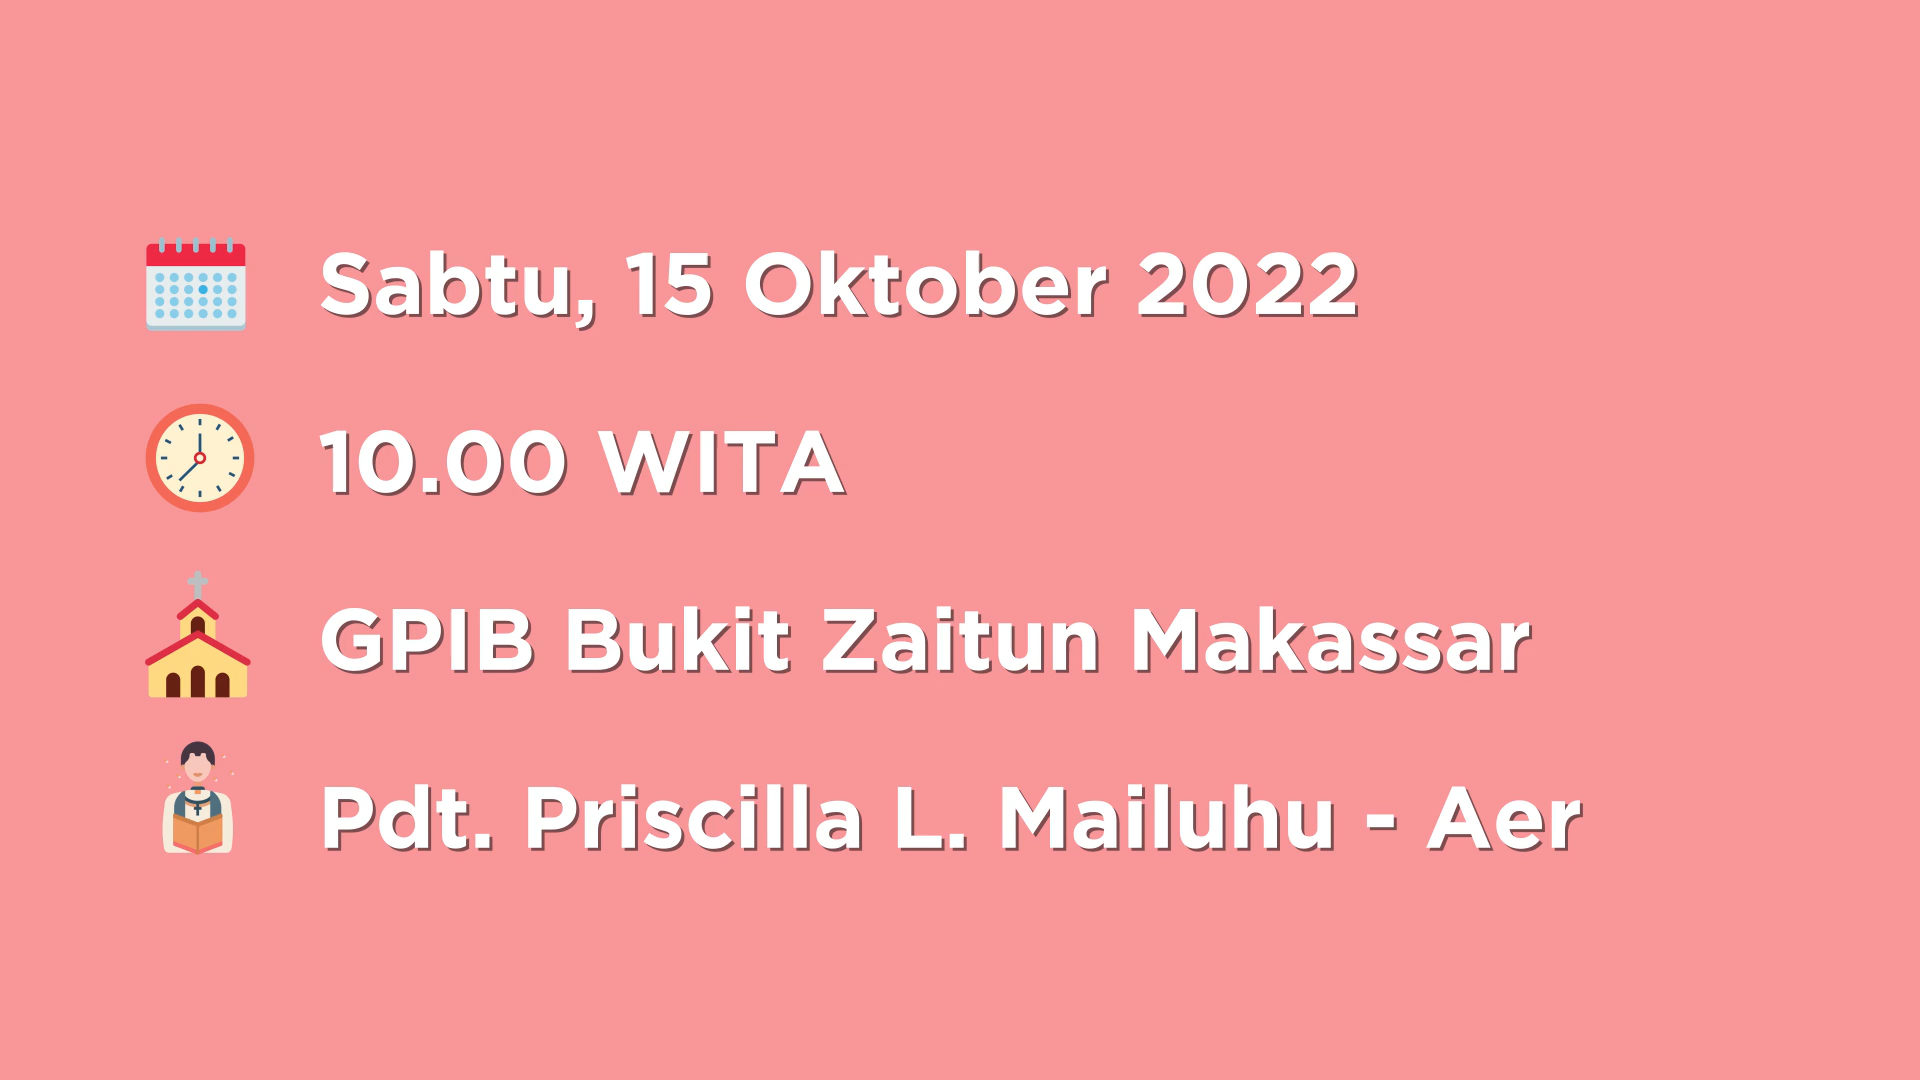 Sabtu, 15 Oktober 2022
10.00 WITA
GPIB Bukit Zaitun Makassar
Pdt. Priscilla L. Mailuhu - Aer